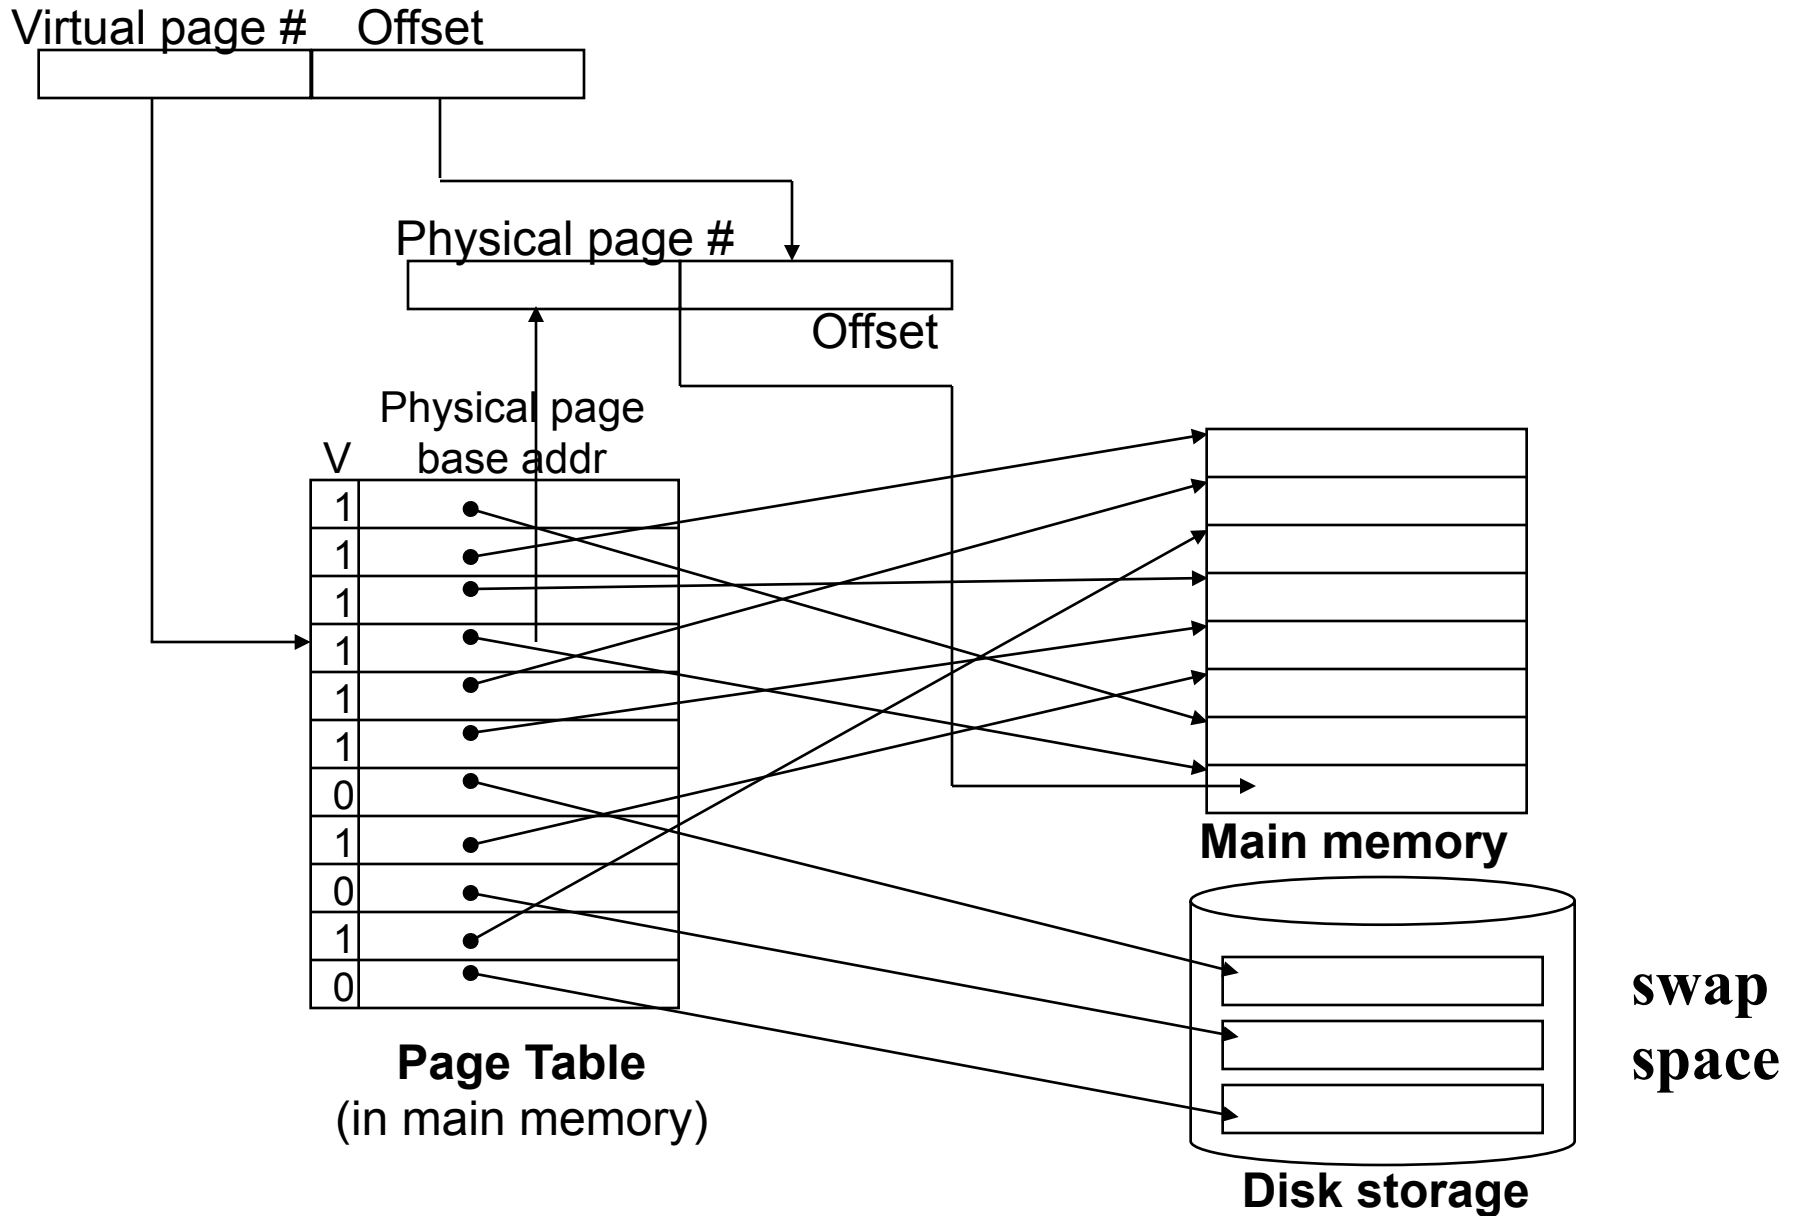 Virtual page # Offset
Physical page #
Offset
Physical page
base addr
V
1
1
1
1
1
1
0
1
0
1
0
Page Table
(in main memory)
Main memory
swap
space
Disk storage